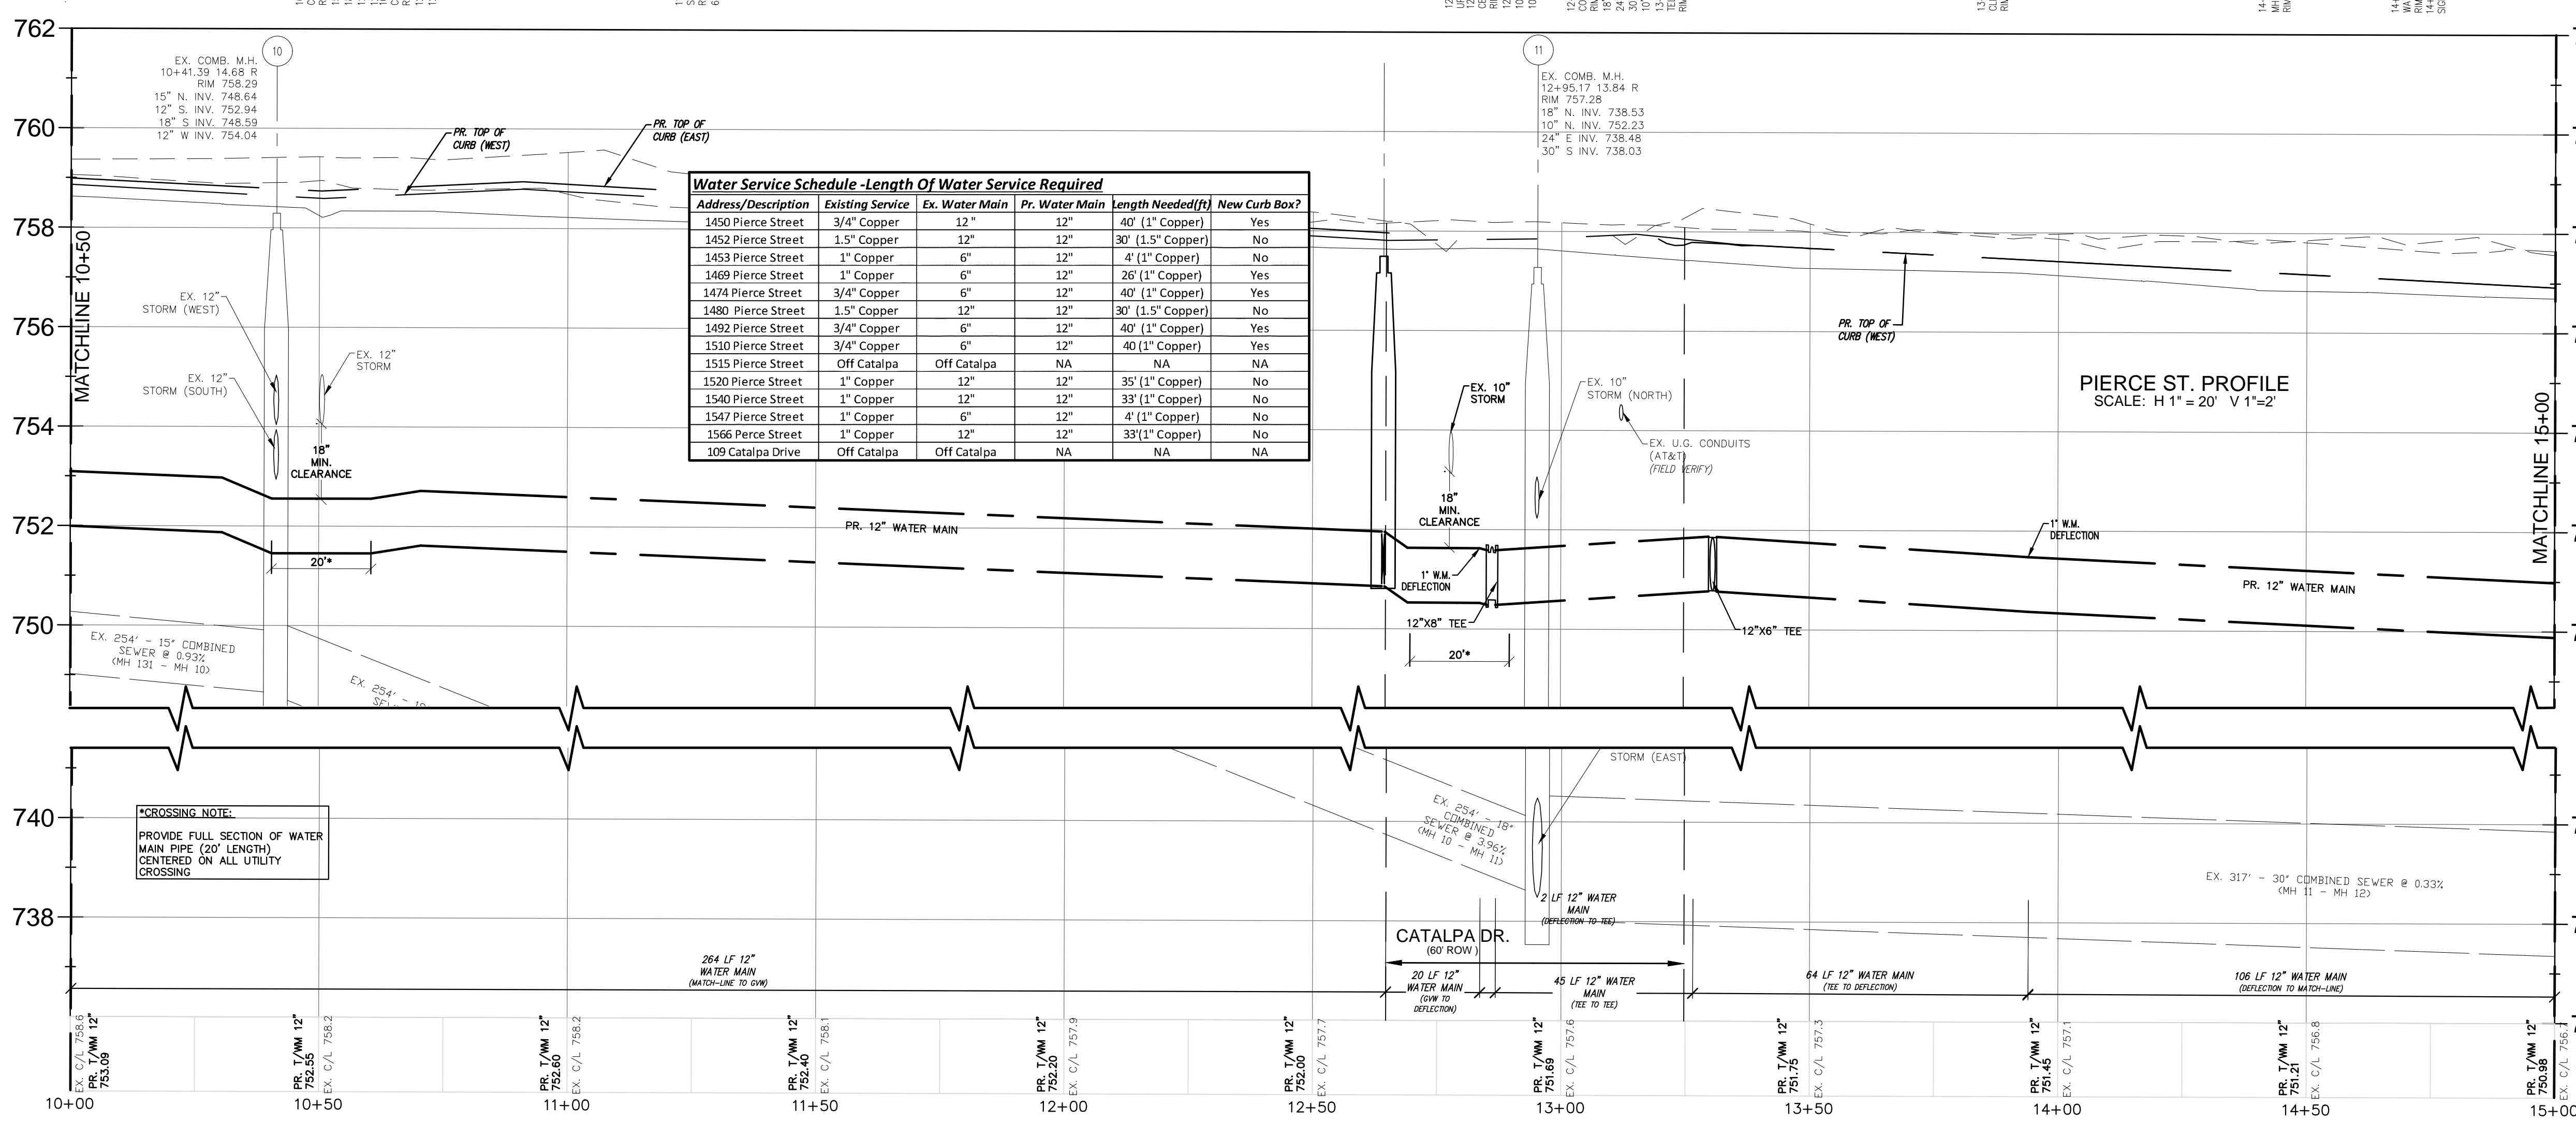 762
760
758
756
754
752
750
740
738
MATCHLINE 10+50
10
EX. COMB. M.H.
10+41.39 14.68 R
RIM 758.29
15" N. INV. 748.64
12" S. INV. 752.94
18" S INV. 748.59
12" W INV. 754.04
PR. TOP OF
CURB (WEST)
PR. TOP OF
CURB (EAST)
EX. 12"
STORM (WEST)
EX. 12"
STORM (SOUTH)
EX. 12"
STORM
18"
MIN.
CLEARANCE
20'*
EX. 254' - 15" COMBINED
SEWER @ 0.93%
(MH 131 - MH 10)
Water Service Schedule -Length Of Water Service Required
Address/Description Existing Service Ex. Water Main Pr. Water Main Length Needed(ft) New Curb Box?
1450 Pierce Street 3/4" Copper 12 " 12" 40' (1" Copper) Yes
1452 Pierce Street 1.5" Copper 12" 12" 30' (1.5" Copper) No
1453 Pierce Street 1" Copper 6" 12" 4' (1" Copper) No
1469 Pierce Street 1" Copper 6" 12" 26' (1" Copper) Yes
1474 Pierce Street 3/4" Copper 6" 12" 40' (1" Copper) Yes
1480 Pierce Street 1.5" Copper 12" 12" 30' (1.5" Copper) No
1492 Pierce Street 3/4" Copper 6" 12" 40' (1" Copper) Yes
1510 Pierce Street 3/4" Copper 6" 12" 40 (1" Copper) Yes
1515 Pierce Street Off Catalpa Off Catalpa NA NA NA
1520 Pierce Street 1" Copper 12" 12" 35' (1" Copper) No
1540 Pierce Street 1" Copper 12" 12" 33' (1" Copper) No
1547 Pierce Street 1" Copper 6" 12" 4' (1" Copper) No
1566 Perce Street 1" Copper 12" 12" 33'(1" Copper) No
109 Catalpa Drive Off Catalpa Off Catalpa NA NA NA
PR. 12" WATER MAIN
11
EX. COMB. M.H.
12+95.17 13.84 R
RIM 757.28
18" N. INV. 738.53
10" N. INV. 752.23
24" E INV. 738.48
30" S INV. 738.03
EX. 10"
STORM
EX. 10"
STORM (NORTH)
EX. U.G. CONDUITS
(AT&T)
(FIELD VERIFY)
18"
MIN.
CLEARANCE
1° W.M.
DEFLECTION
12"X8" TEE
20'*
12"X6" TEE
PR. TOP OF
CURB (WEST)
PIERCE ST. PROFILE
SCALE: H 1" = 20' V 1"=2'
1° W.M.
DEFLECTION
PR. 12" WATER MAIN
MATCHLINE 15+00
STORM (EAST)
*CROSSING NOTE:
PROVIDE FULL SECTION OF WATER
MAIN PIPE (20' LENGTH)
CENTERED ON ALL UTILITY
CROSSING
EX. 254' - 18"
COMBINED
SEWER @ 3.96%
(MH 10 - MH 11)
EX. 317' - 30" COMBINED SEWER @ 0.33%
(MH 11 - MH 12)
2 LF 12" WATER
MAIN
(DEFLECTION TO TEE)
CATALPA DR.
(60' ROW )
264 LF 12"
WATER MAIN
(MATCH-LINE TO GVW)
20 LF 12"
WATER MAIN
(GVW TO
DEFLECTION)
45 LF 12" WATER
MAIN
(TEE TO TEE)
64 LF 12" WATER MAIN
(TEE TO DEFLECTION)
106 LF 12" WATER MAIN
(DEFLECTION TO MATCH-LINE)
EX. C/L 758.6
PR. T/WM 12"
753.09
PR. T/WM 12"
752.55
EX. C/L 758.2
PR. T/WM 12"
752.60
EX. C/L 758.2
PR. T/WM 12"
752.40
EX. C/L 758.1
PR. T/WM 12"
752.20
EX. C/L 757.9
PR. T/WM 12"
752.00
EX. C/L 757.7
PR. T/WM 12"
751.69
EX. C/L 757.6
PR. T/WM 12"
751.75
EX. C/L 757.3
PR. T/WM 12"
751.45
EX. C/L 757.1
PR. T/WM 12"
751.21
EX. C/L 756.8
PR. T/WM 12"
750.98
EX. C/L 756.7
10+00
10+50
11+00
11+50
12+00
12+50
13+00
13+50
14+00
14+50
15+00